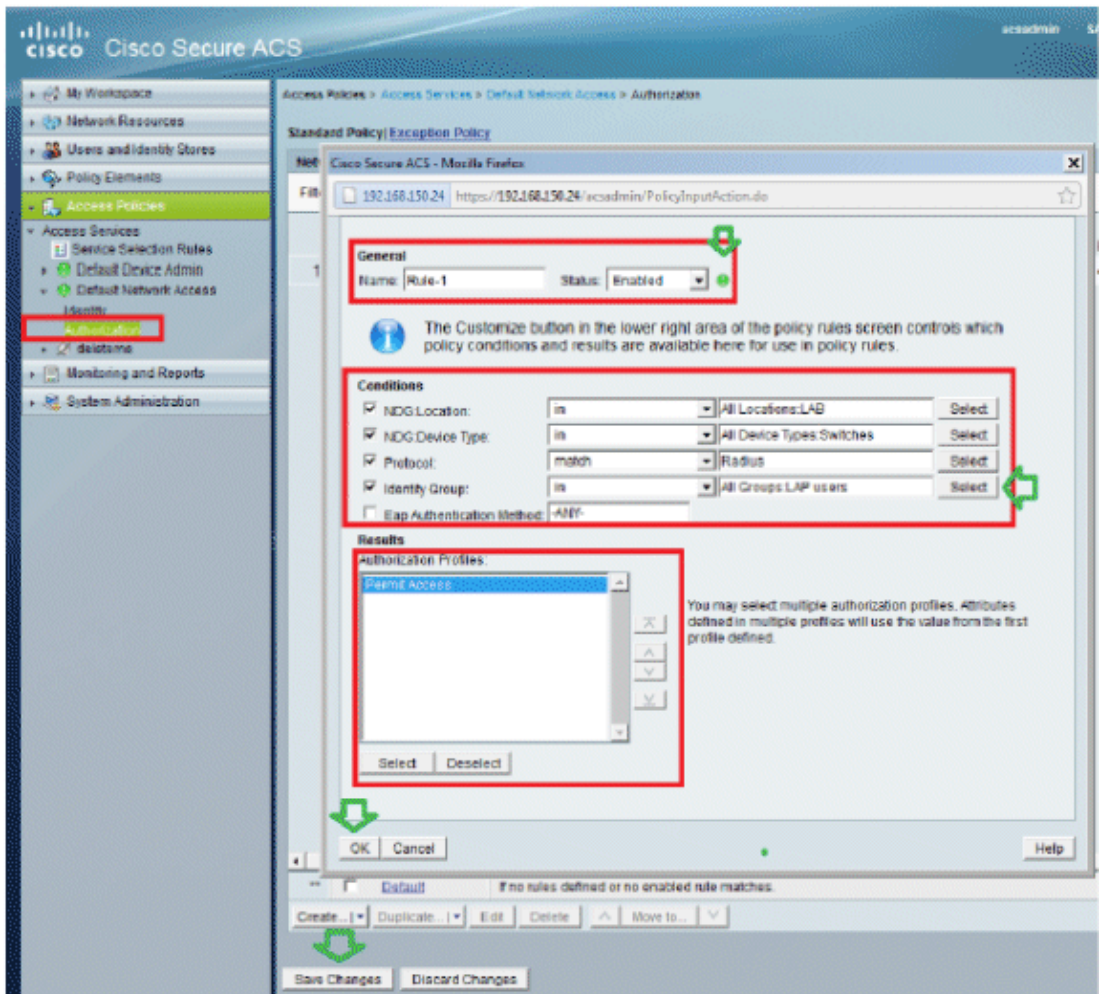 cisco Cisco Secure ACS
acsadmin
My Workspace
Network Resources
Users and Identity Stores
Policy Elements
Access Policies
Access Services
Service Selection Rules
Default Device Admin
Default Network Access
Identity
Authorization
Monitoring and Reports
System Administration
Access Policies > Access Services > Default Network Access > Authorization
Standard Policy| Exception Policy
Cisco Secure ACS - Mozilla Firefox
192.168.150.24 https://192.168.150.24/acsadmin/PolicyInputAction.do
General
Name: Rule-1 Status: Enabled
The Customize button in the lower right area of the policy rules screen controls which
policy conditions and results are available here for use in policy rules.
Conditions
NDG:Location: in All Locations:LAB Select
NDG:Device Type: in All Device Types:Switches Select
Protocol: match Radius Select
Identity Group: in All Groups:LAP users Select
Eap Authentication Method: -ANY-
Results
Authorization Profiles:
Permit Access
You may select multiple authorization profiles. Attributes
defined in multiple profiles will use the value from the first
profile defined.
Select Deselect
OK Cancel Help
** Default If no rules defined or no enabled rule matches.
Create... Duplicate... Edit Delete Move to...
Save Changes Discard Changes